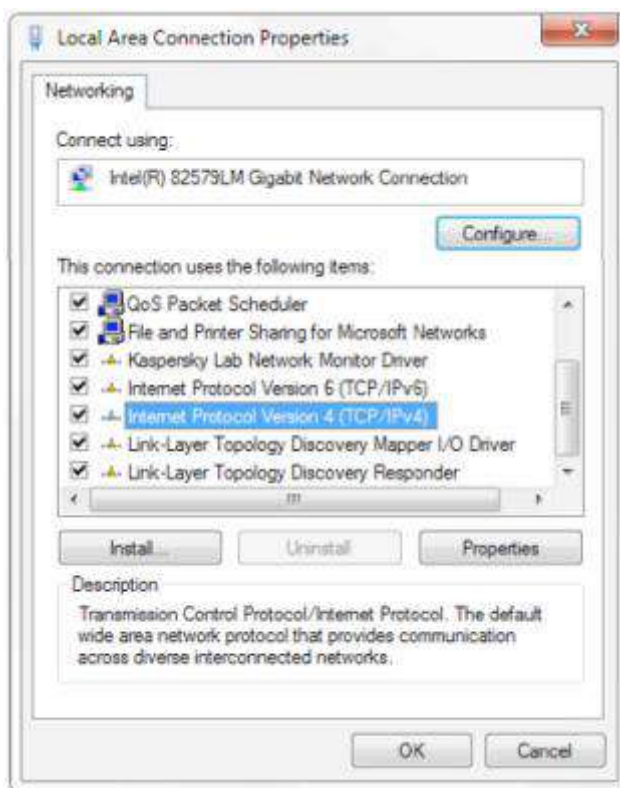 Local Area Connection Properties
Networking
Connect using:
Intel(R) 82579LM Gigabit Network Connection
Configure...
This connection uses the following items:
QoS Packet Scheduler
File and Printer Sharing for Microsoft Networks
Kaspersky Lab Network Monitor Driver
Internet Protocol Version 6 (TCP/IPv6)
Internet Protocol Version 4 (TCP/IPv4)
Link-Layer Topology Discovery Mapper I/O Driver
Link-Layer Topology Discovery Responder
Install...
Uninstall
Properties
Description
Transmission Control Protocol/Internet Protocol. The default
wide area network protocol that provides communication
across diverse interconnected networks.
OK
Cancel